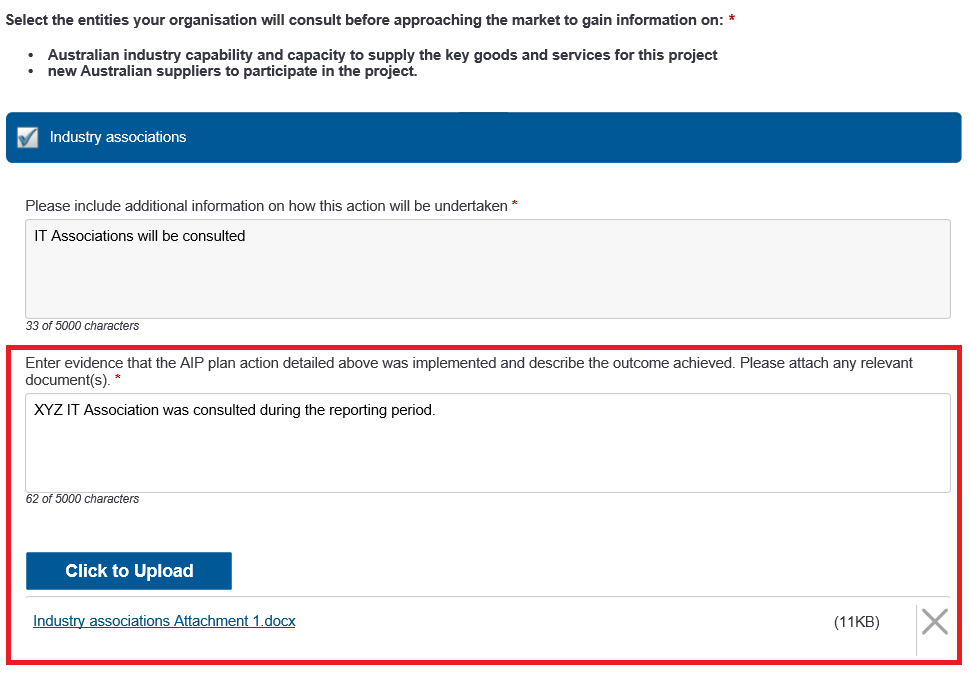 Select the entities your organisation will consult before approaching the market to gain information on: *
• Australian industry capability and capacity to supply the key goods and services for this project
• new Australian suppliers to participate in the project.
Industry associations
Please include additional information on how this action will be undertaken *
IT Associations will be consulted
33 of 5000 characters
Enter evidence that the AIP plan action detailed above was implemented and describe the outcome achieved. Please attach any relevant
document(s). *
XYZ IT Association was consulted during the reporting period.
62 of 5000 characters
Click to Upload
Industry associations Attachment 1.docx (11KB)